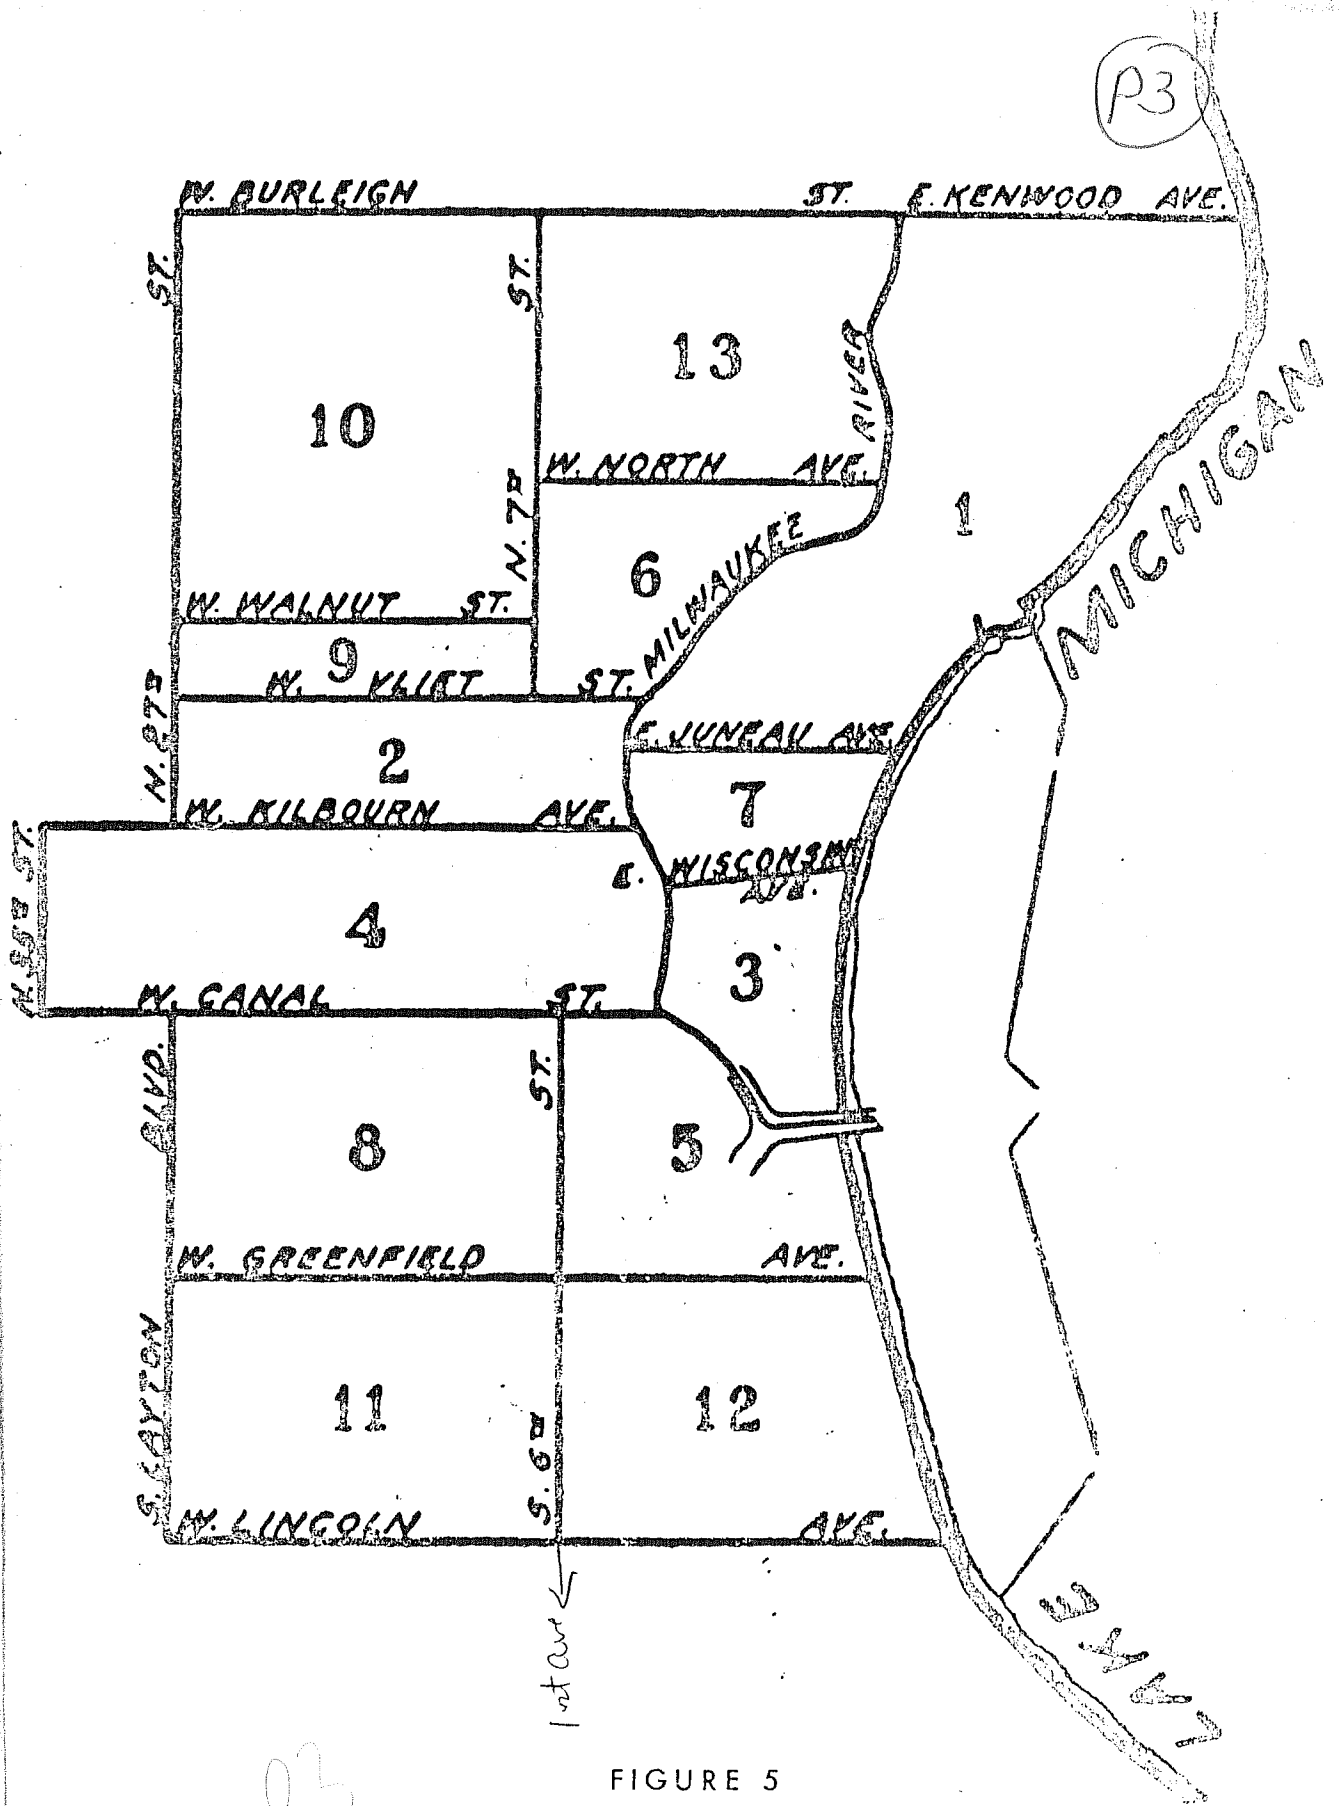 P3
W. BURLEIGH ST. E. KENWOOD AVE.
ST.
ST.
13
RIVER
10
MICHIGAN
W. NORTH AVE.
N. 7TH
1
MILWAUKEE
6
W. WALNUT ST.
9
W. VLIET ST.
N. 27TH
E. JUNEAU AVE.
2
7
W. KILBOURN AVE.
N. 35TH ST.
E. WISCONSIN
AVE.
4
3
W. CANAL ST.
BLVD.
ST.
8
5
W. GREENFIELD AVE.
S. LAYTON
11
12
S. 6TH
W. LINCOLN AVE.
LAKE
1st ave
P3
FIGURE 5